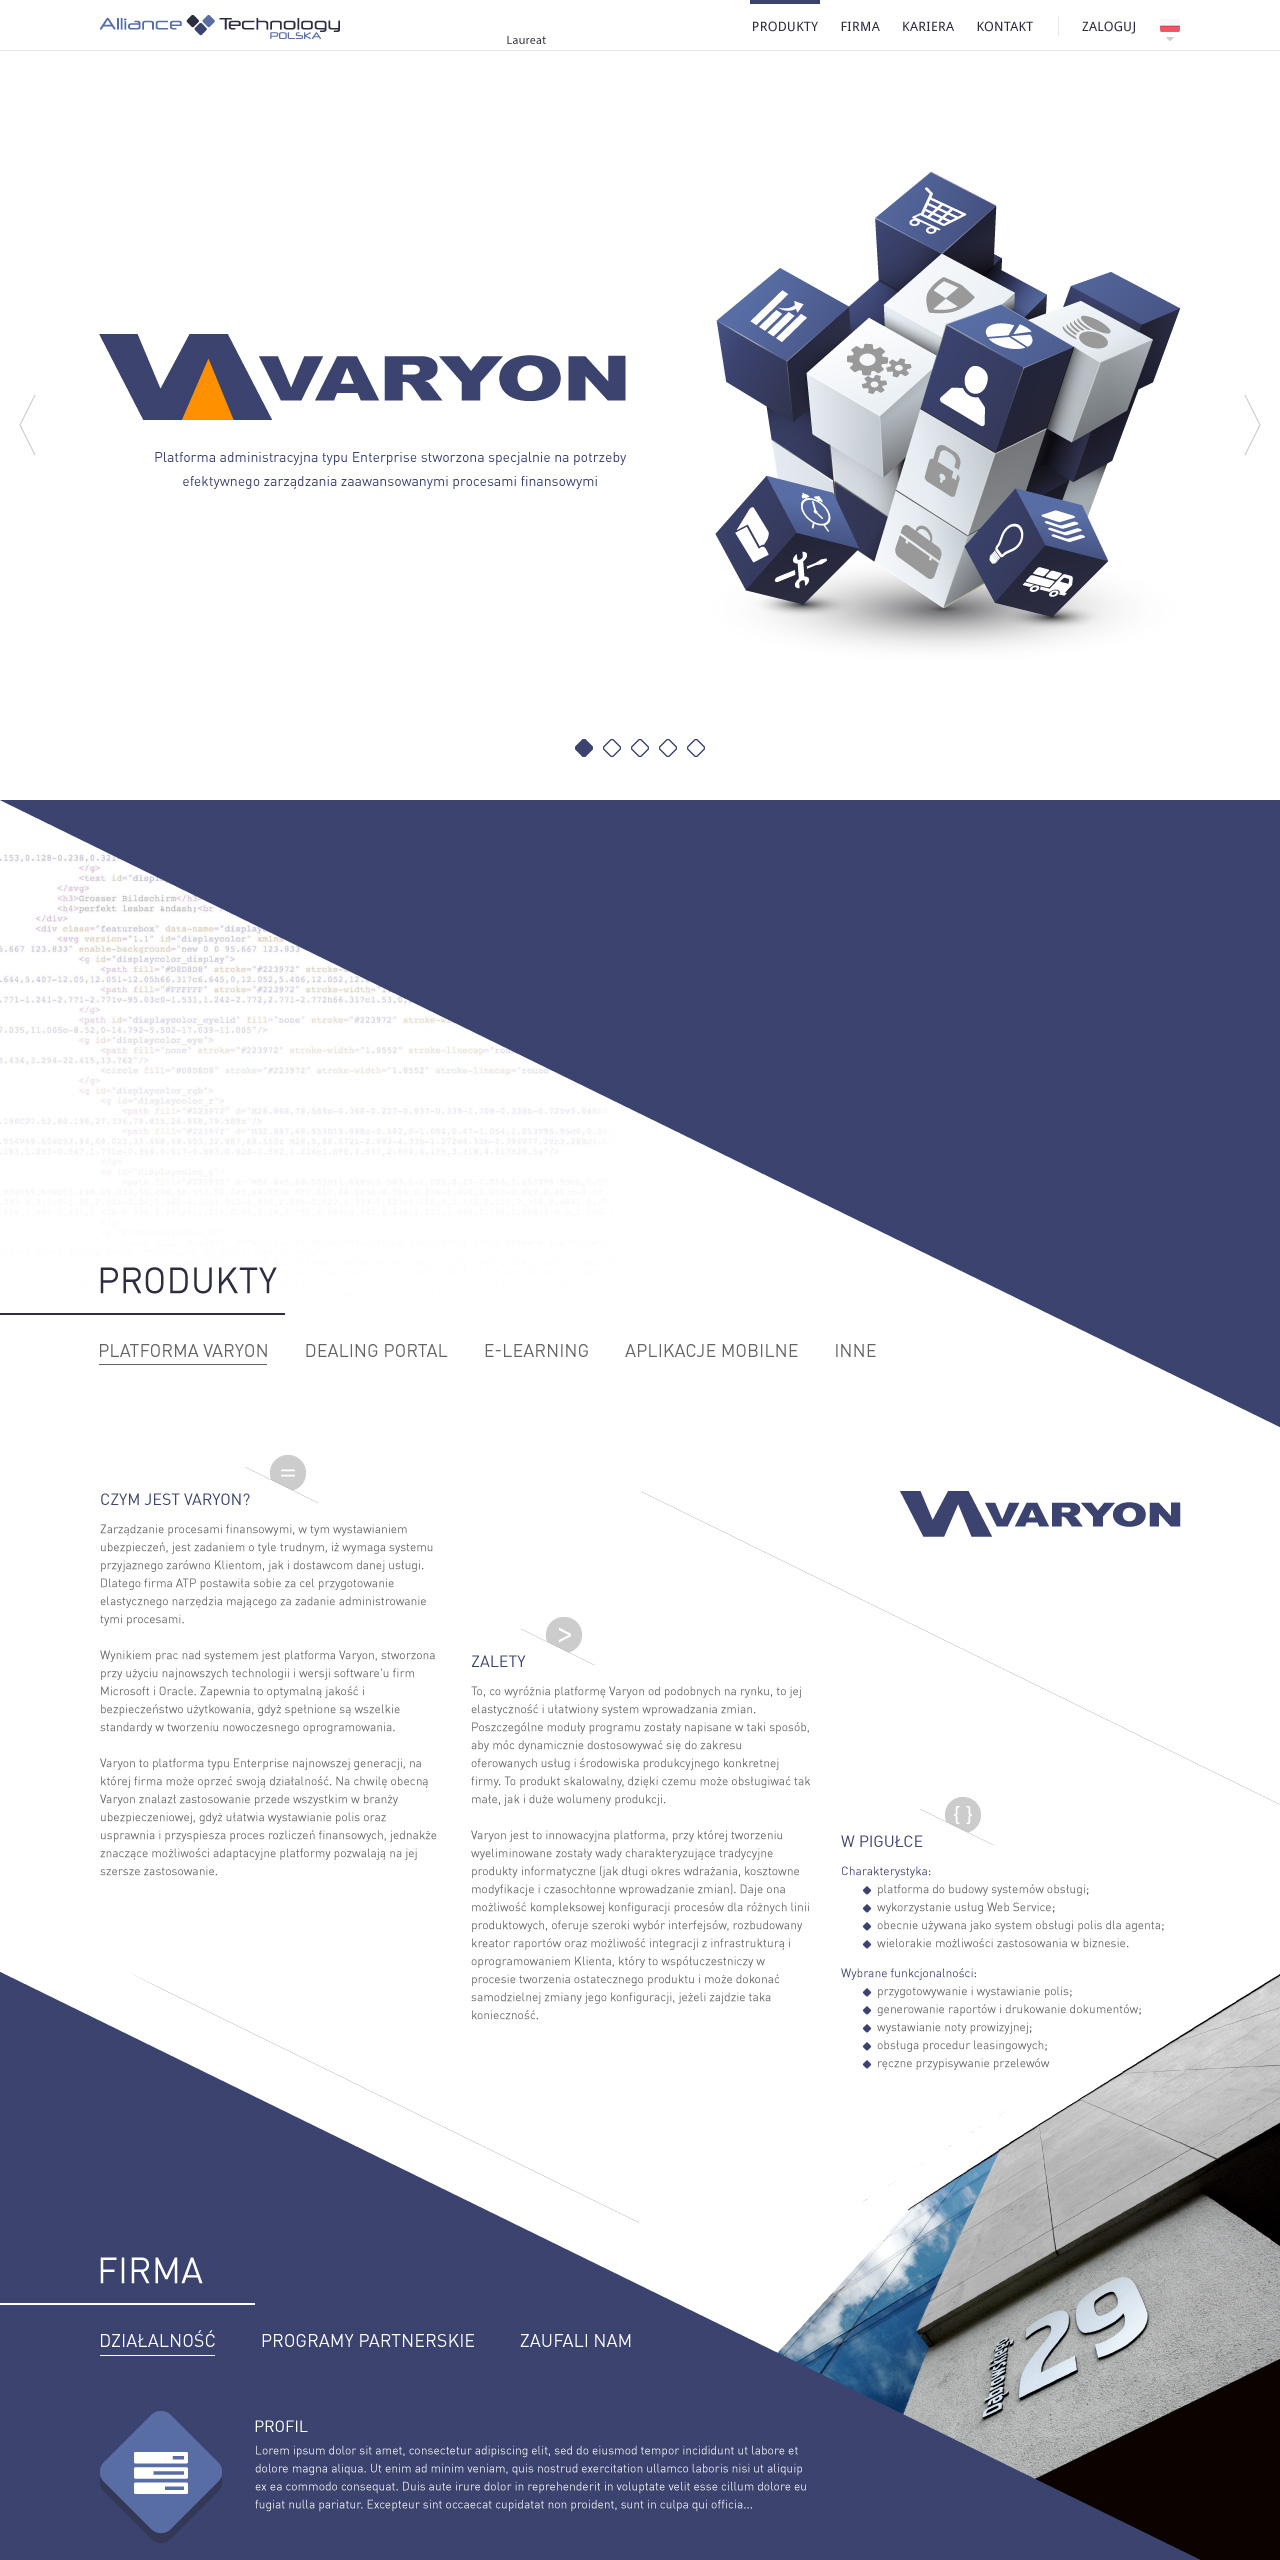 Alliance Technology
POLSKA
Laureat
PRODUKTY FIRMA KARIERA KONTAKT ZALOGUJ
VARYON
Platforma administracyjna typu Enterprise stworzona specjalnie na potrzeby
efektywnego zarządzania zaawansowanymi procesami finansowymi
</g>
</svg>
<h3>Grosser Bildschirm</h3>
<h4>perfekt lesbar &ndash;<br
</div>
<g id="displaycolor_display">
</g>
<g id="displaycolor_eye">
</g>
PRODUKTY
PLATFORMA VARYON DEALING PORTAL E-LEARNING APLIKACJE MOBILNE INNE
=
CZYM JEST VARYON?
Zarządzanie procesami finansowymi, w tym wystawianiem
ubezpieczeń, jest zadaniem o tyle trudnym, iż wymaga systemu
przyjaznego zarówno Klientom, jak i dostawcom danej usługi.
Dlatego firma ATP postawiła sobie za cel przygotowanie
elastycznego narzędzia mającego za zadanie administrowanie
tymi procesami.
Wynikiem prac nad systemem jest platforma Varyon, stworzona
przy użyciu najnowszych technologii i wersji software'u firm
Microsoft i Oracle. Zapewnia to optymalną jakość i
bezpieczeństwo użytkowania, gdyż spełnione są wszelkie
standardy w tworzeniu nowoczesnego oprogramowania.
Varyon to platforma typu Enterprise najnowszej generacji, na
której firma może oprzeć swoją działalność. Na chwilę obecną
Varyon znalazł zastosowanie przede wszystkim w branży
ubezpieczeniowej, gdyż ułatwia wystawianie polis oraz
usprawnia i przyspiesza proces rozliczeń finansowych, jednakże
znaczące możliwości adaptacyjne platformy pozwalają na jej
szersze zastosowanie.
>
ZALETY
To, co wyróżnia platformę Varyon od podobnych na rynku, to jej
elastyczność i ułatwiony system wprowadzania zmian.
Poszczególne moduły programu zostały napisane w taki sposób,
aby móc dynamicznie dostosowywać się do zakresu
oferowanych usług i środowiska produkcyjnego konkretnej
firmy. To produkt skalowalny, dzięki czemu może obsługiwać tak
małe, jak i duże wolumeny produkcji.
Varyon jest to innowacyjna platforma, przy której tworzeniu
wyeliminowane zostały wady charakteryzujące tradycyjne
produkty informatyczne (jak długi okres wdrażania, kosztowne
modyfikacje i czasochłonne wprowadzanie zmian). Daje ona
możliwość kompleksowej konfiguracji procesów dla różnych linii
produktowych, oferuje szeroki wybór interfejsów, rozbudowany
kreator raportów oraz możliwość integracji z infrastrukturą i
oprogramowaniem Klienta, który to współuczestniczy w
procesie tworzenia ostatecznego produktu i może dokonać
samodzielnej zmiany jego konfiguracji, jeżeli zajdzie taka
konieczność.
VARYON
{ }
W PIGUŁCE
Charakterystyka:
platforma do budowy systemów obsługi;
wykorzystanie usług Web Service;
obecnie używana jako system obsługi polis dla agenta;
wielorakie możliwości zastosowania w biznesie.
Wybrane funkcjonalności:
przygotowywanie i wystawianie polis;
generowanie raportów i drukowanie dokumentów;
wystawianie noty prowizyjnej;
obsługa procedur leasingowych;
ręczne przypisywanie przelewów
29
FIRMA
DZIAŁALNOŚĆ PROGRAMY PARTNERSKIE ZAUFALI NAM
PROFIL
Lorem ipsum dolor sit amet, consectetur adipiscing elit, sed do eiusmod tempor incididunt ut labore et
dolore magna aliqua. Ut enim ad minim veniam, quis nostrud exercitation ullamco laboris nisi ut aliquip
ex ea commodo consequat. Duis aute irure dolor in reprehenderit in voluptate velit esse cillum dolore eu
fugiat nulla pariatur. Excepteur sint occaecat cupidatat non proident, sunt in culpa qui officia...